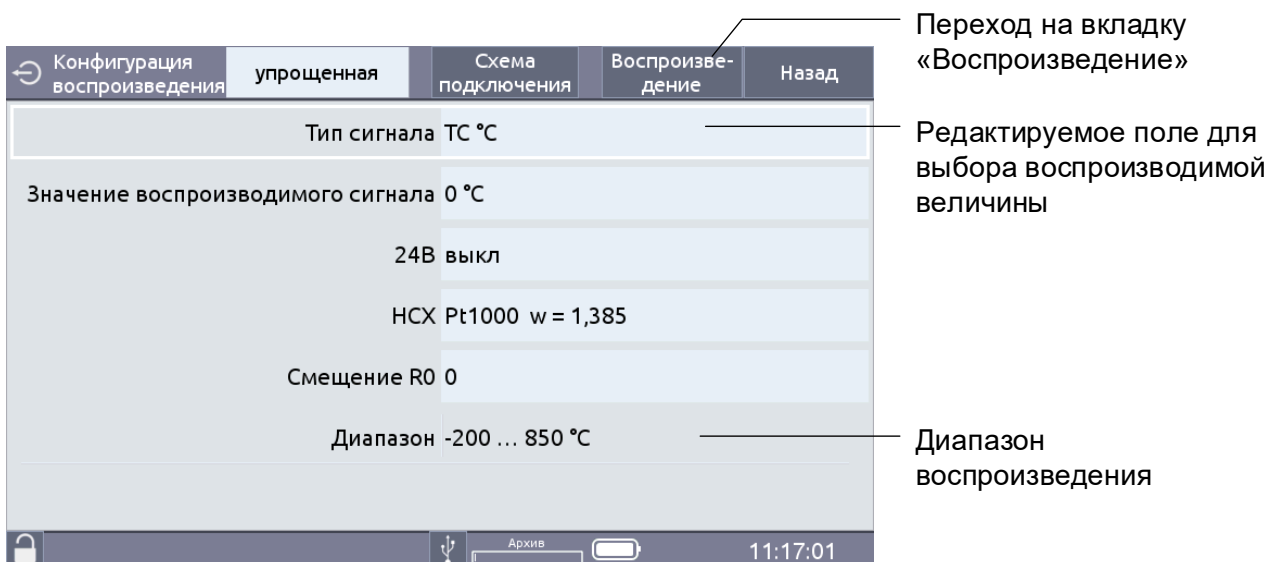 Переход на вкладку
«Воспроизведение»
Конфигурация
воспроизведения
упрощенная
Схема
подключения
Воспроизве-
дение
Назад
Тип сигнала ТС °C
Редактируемое поле для
выбора воспроизводимой
величины
Значение воспроизводимого сигнала 0 °C
24В выкл
НСХ Pt1000 w = 1,385
Смещение R0 0
Диапазон -200 … 850 °C
Диапазон
воспроизведения
Архив
11:17:01